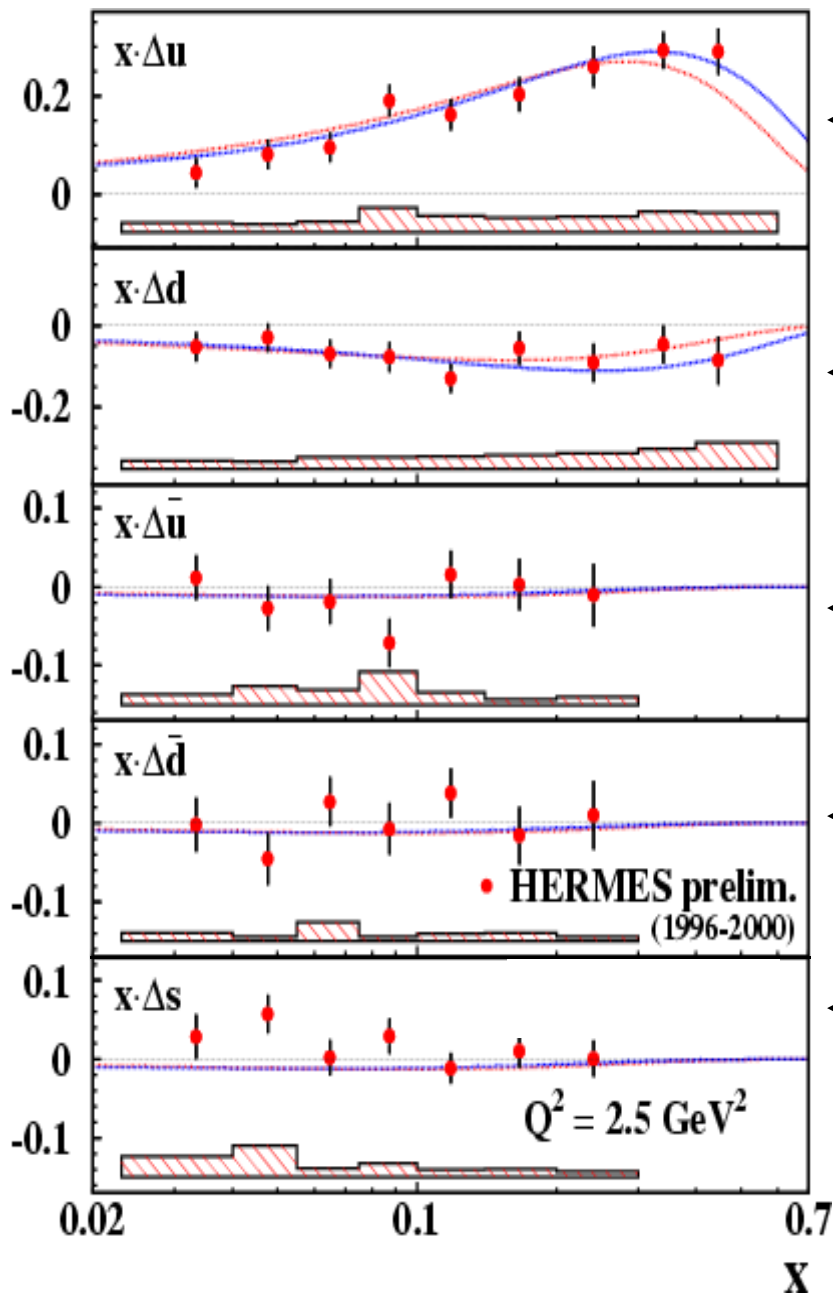 x·Δu
0.2
0
x·Δd
0
-0.2
0.1
x·Δū
0
-0.1
0.1
x·Δd̄
0
HERMES prelim.
-0.1
(1996-2000)
0.1
x·Δs
0
Q² = 2.5 GeV²
-0.1
0.02
0.1
0.7
x